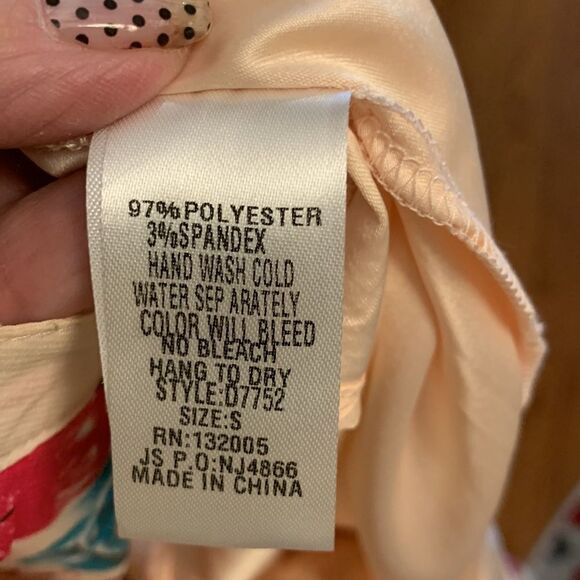 97%POLYESTER
3%SPANDEX
HAND WASH COLD
WATER SEP ARATELY
COLOR WILL BLEED
NO BLEACH
HANG TO DRY
STYLE:D7752
SIZE:S
RN:132005
JS P.O:NJ4866
MADE IN CHINA